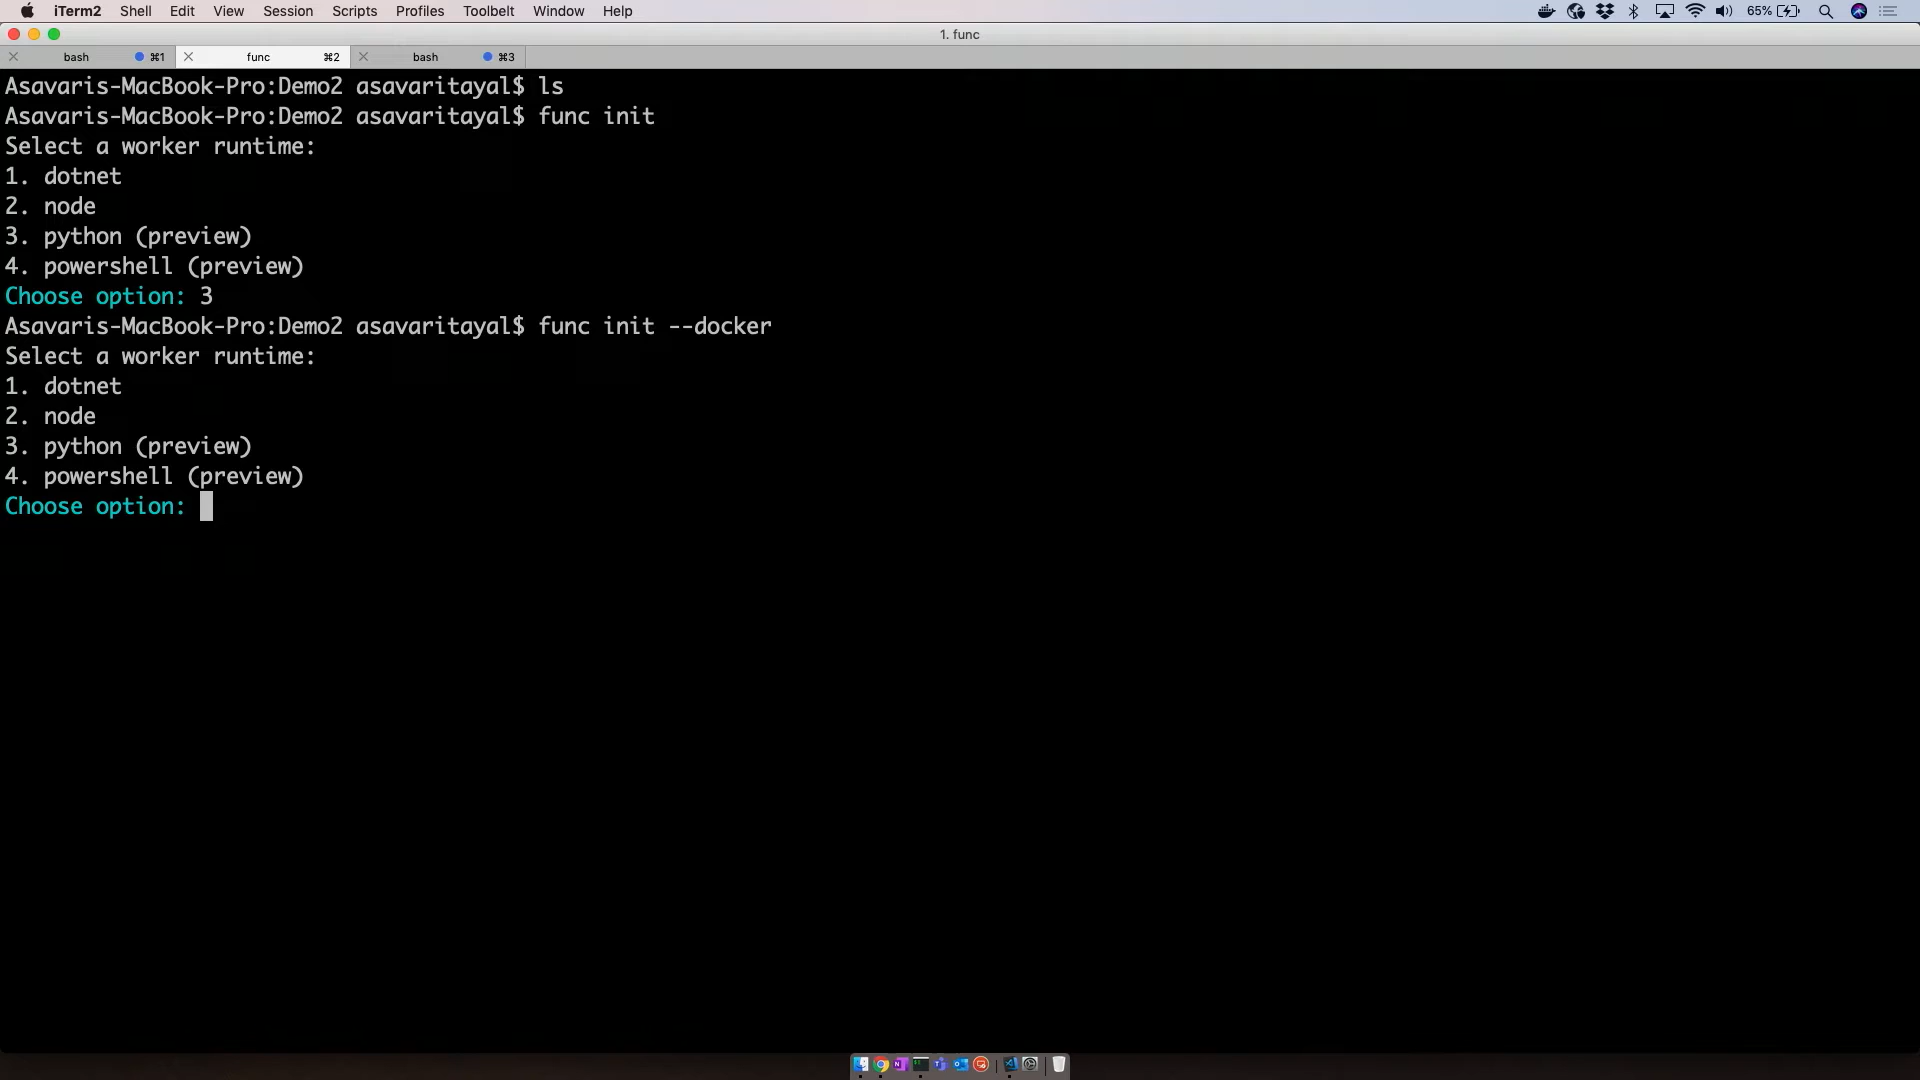 iTerm2 Shell Edit View Session Scripts Profiles Toolbelt Window Help 65%
1. func
bash ⌘1 func ⌘2 bash ⌘3
Asavaris-MacBook-Pro:Demo2 asavaritayal$ ls
Asavaris-MacBook-Pro:Demo2 asavaritayal$ func init
Select a worker runtime:
1. dotnet
2. node
3. python (preview)
4. powershell (preview)
Choose option: 3
Asavaris-MacBook-Pro:Demo2 asavaritayal$ func init --docker
Select a worker runtime:
1. dotnet
2. node
3. python (preview)
4. powershell (preview)
Choose option: